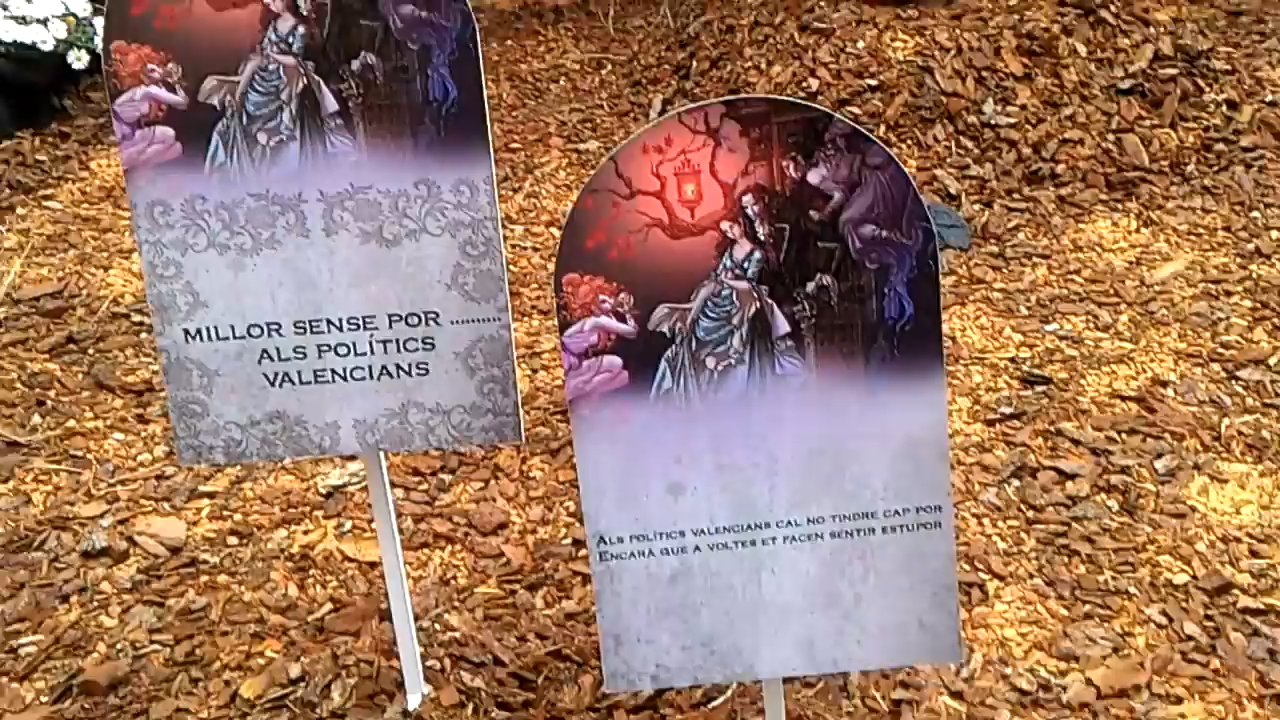 MILLOR SENSE POR ..........
ALS POLÍTICS
VALENCIANS
ALS POLÍTICS VALENCIANS CAL NO TINDRE CAP POR
ENCARA QUE A VOLTES ET FACEN SENTIR ESTUPOR